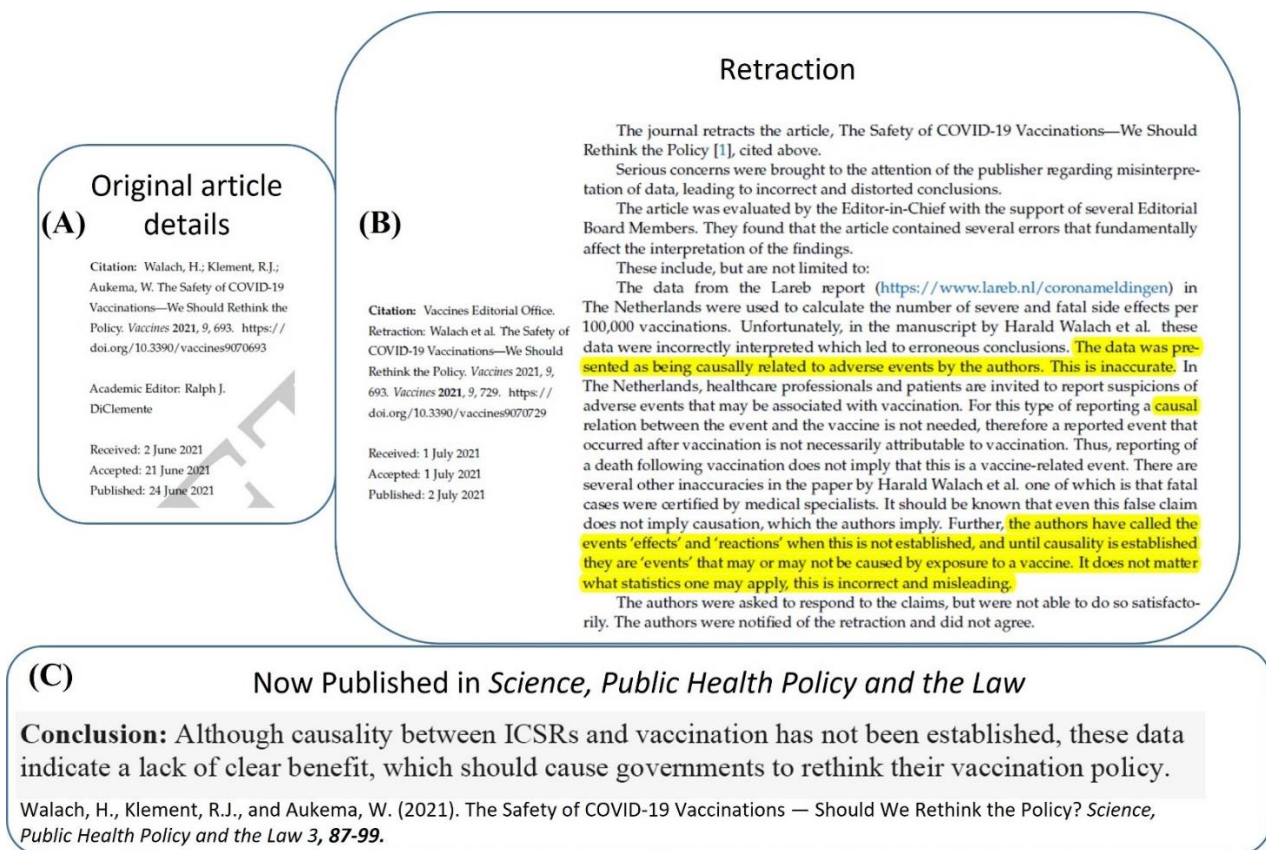 Original article
details
(A)
Citation: Walach, H.; Klement, R.J.;
Aukema, W. The Safety of COVID-19
Vaccinations—We Should Rethink the
Policy. Vaccines 2021, 9, 693. https://
doi.org/10.3390/vaccines9070693
Academic Editor: Ralph J.
DiClemente
Received: 2 June 2021
Accepted: 21 June 2021
Published: 24 June 2021
Retraction
(B)
Citation: Vaccines Editorial Office.
Retraction: Walach et al. The Safety of
COVID-19 Vaccinations—We Should
Rethink the Policy. Vaccines 2021, 9,
693. Vaccines 2021, 9, 729. https://
doi.org/10.3390/vaccines9070729
Received: 1 July 2021
Accepted: 1 July 2021
Published: 2 July 2021
The journal retracts the article, The Safety of COVID-19 Vaccinations—We Should
Rethink the Policy [1], cited above.
Serious concerns were brought to the attention of the publisher regarding misinterpre-
tation of data, leading to incorrect and distorted conclusions.
The article was evaluated by the Editor-in-Chief with the support of several Editorial
Board Members. They found that the article contained several errors that fundamentally
affect the interpretation of the findings.
These include, but are not limited to:
The data from the Lareb report (https://www.lareb.nl/coronameldingen) in
The Netherlands were used to calculate the number of severe and fatal side effects per
100,000 vaccinations. Unfortunately, in the manuscript by Harald Walach et al. these
data were incorrectly interpreted which led to erroneous conclusions. The data was pre-
sented as being causally related to adverse events by the authors. This is inaccurate. In
The Netherlands, healthcare professionals and patients are invited to report suspicions of
adverse events that may be associated with vaccination. For this type of reporting a causal
relation between the event and the vaccine is not needed, therefore a reported event that
occurred after vaccination is not necessarily attributable to vaccination. Thus, reporting of
a death following vaccination does not imply that this is a vaccine-related event. There are
several other inaccuracies in the paper by Harald Walach et al. one of which is that fatal
cases were certified by medical specialists. It should be known that even this false claim
does not imply causation, which the authors imply. Further, the authors have called the
events 'effects' and 'reactions' when this is not established, and until causality is established
they are 'events' that may or may not be caused by exposure to a vaccine. It does not matter
what statistics one may apply, this is incorrect and misleading.
The authors were asked to respond to the claims, but were not able to do so satisfacto-
rily. The authors were notified of the retraction and did not agree.
(C)
Now Published in Science, Public Health Policy and the Law
Conclusion: Although causality between ICSRs and vaccination has not been established, these data
indicate a lack of clear benefit, which should cause governments to rethink their vaccination policy.
Walach, H., Klement, R.J., and Aukema, W. (2021). The Safety of COVID-19 Vaccinations — Should We Rethink the Policy? Science,
Public Health Policy and the Law 3, 87-99.